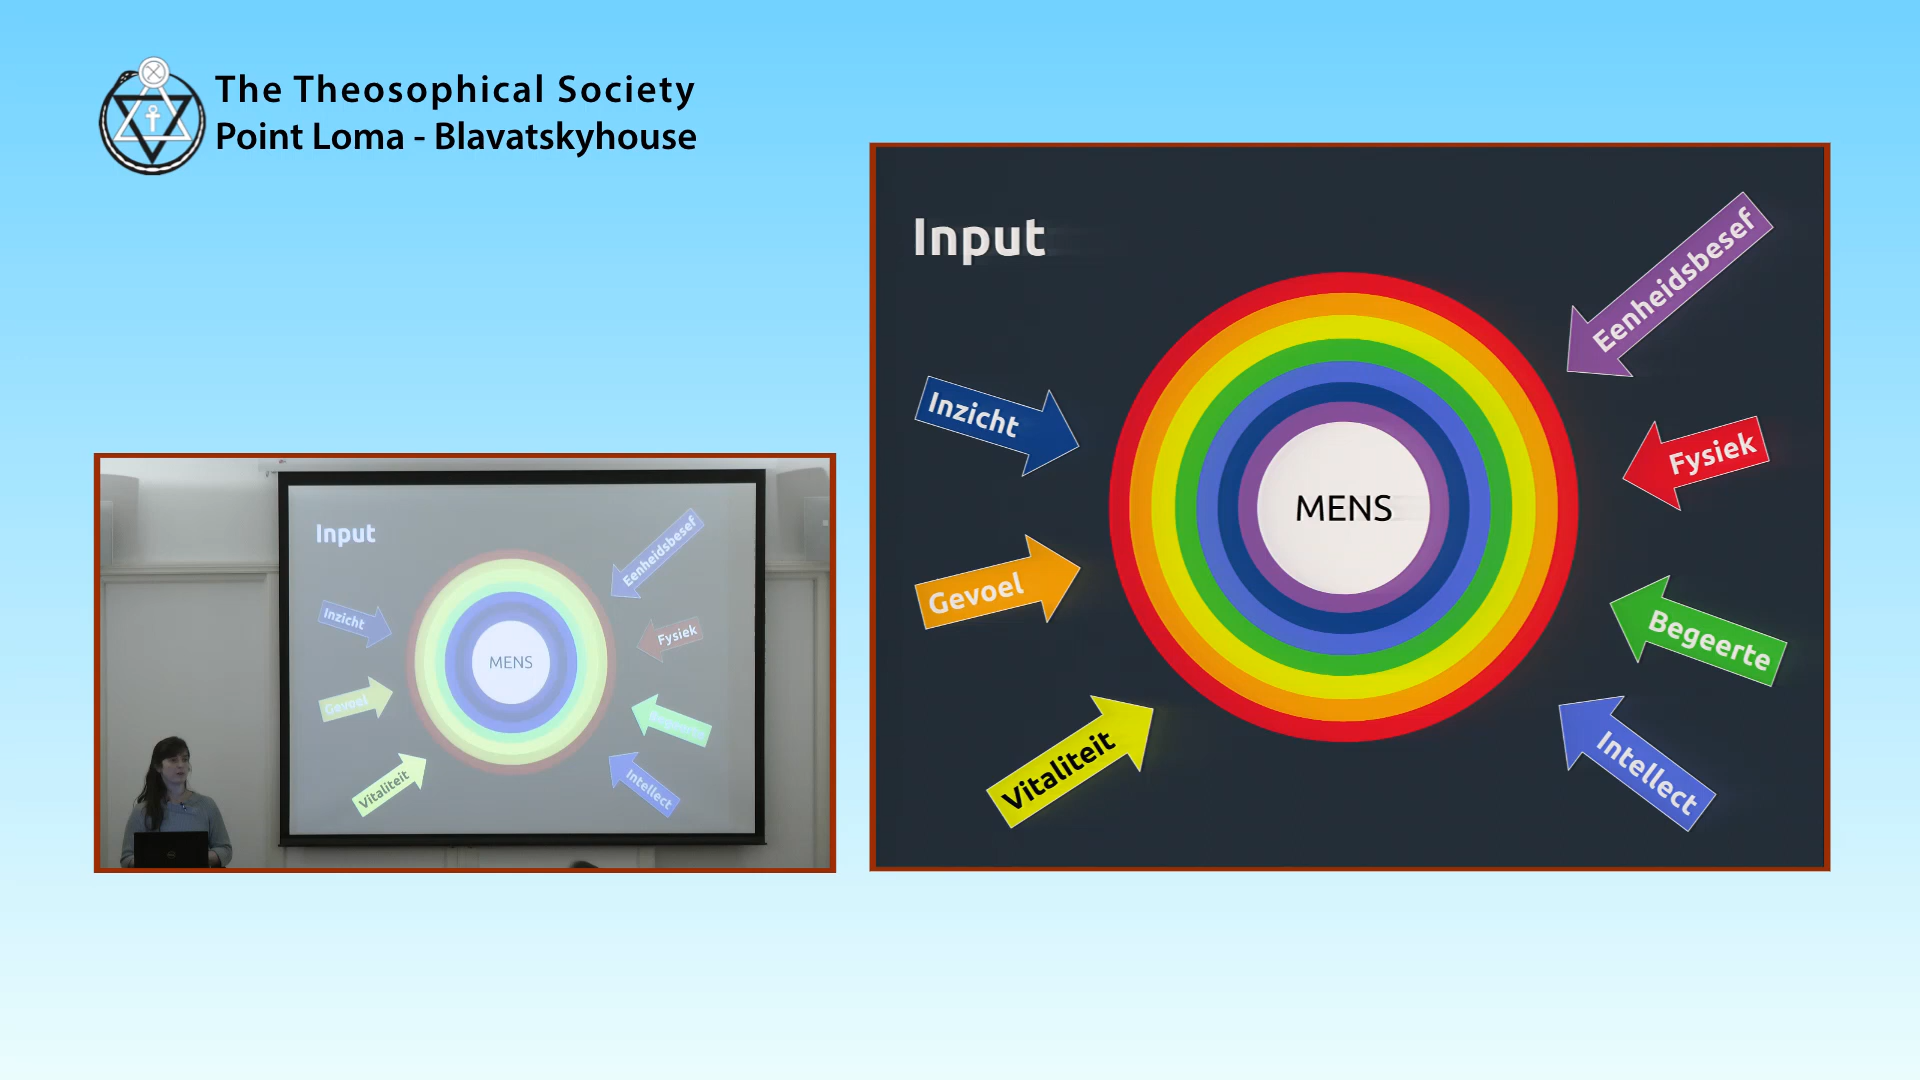 The Theosophical Society
Point Loma - Blavatskyhouse
Input
Eenheidsbesef
Inzicht
Fysiek
MENS
Gevoel
Begeerte
Vitaliteit
Intellect
Input
Eenheidsbesef
Inzicht
Fysiek
MENS
Gevoel
Begeerte
Vitaliteit
Intellect